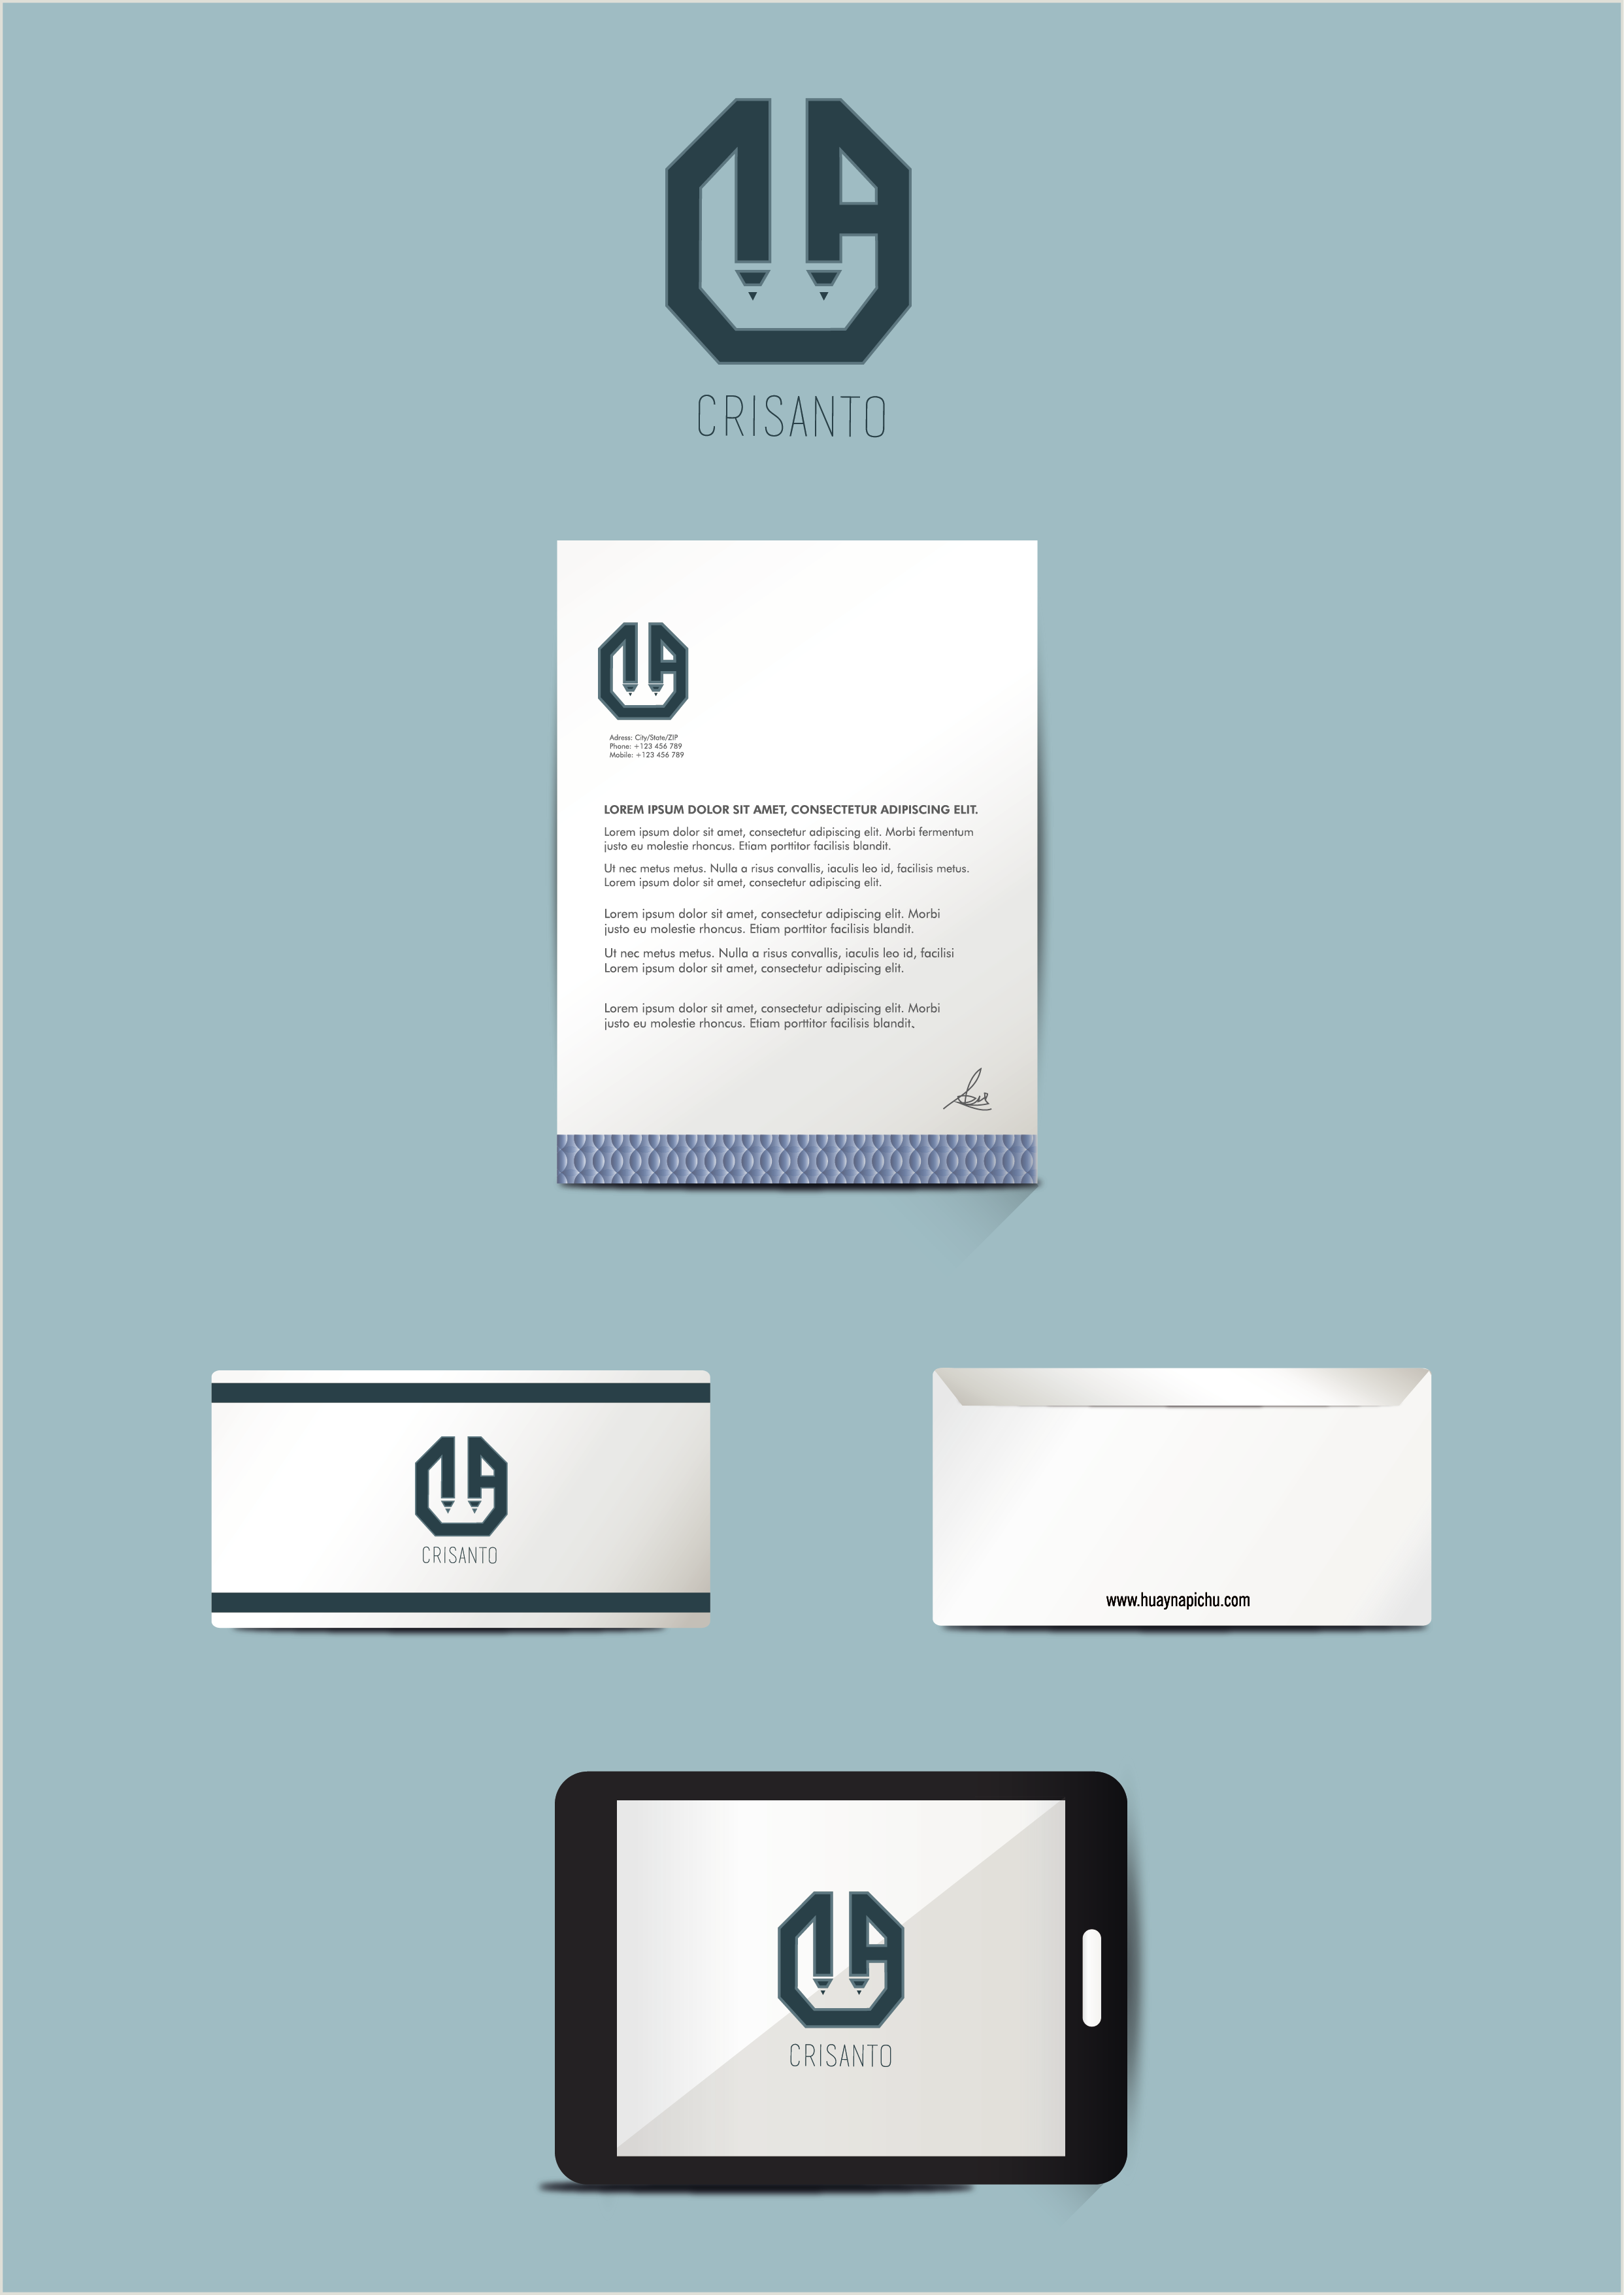 CRISANTO
Adress: City/State/ZIP
Phone: +123 456 789
Mobile: +123 456 789
LOREM IPSUM DOLOR SIT AMET, CONSECTETUR ADIPISCING ELIT.
Lorem ipsum dolor sit amet, consectetur adipiscing elit. Morbi fermentum
justo eu molestie rhoncus. Etiam porttitor facilisis blandit.
Ut nec metus metus. Nulla a risus convallis, iaculis leo id, facilisis metus.
Lorem ipsum dolor sit amet, consectetur adipiscing elit.
Lorem ipsum dolor sit amet, consectetur adipiscing elit. Morbi
justo eu molestie rhoncus. Etiam porttitor facilisis blandit.
Ut nec metus metus. Nulla a risus convallis, iaculis leo id, facilisi
Lorem ipsum dolor sit amet, consectetur adipiscing elit.
Lorem ipsum dolor sit amet, consectetur adipiscing elit. Morbi
justo eu molestie rhoncus. Etiam porttitor facilisis blandit.
CRISANTO
www.huaynapichu.com
CRISANTO